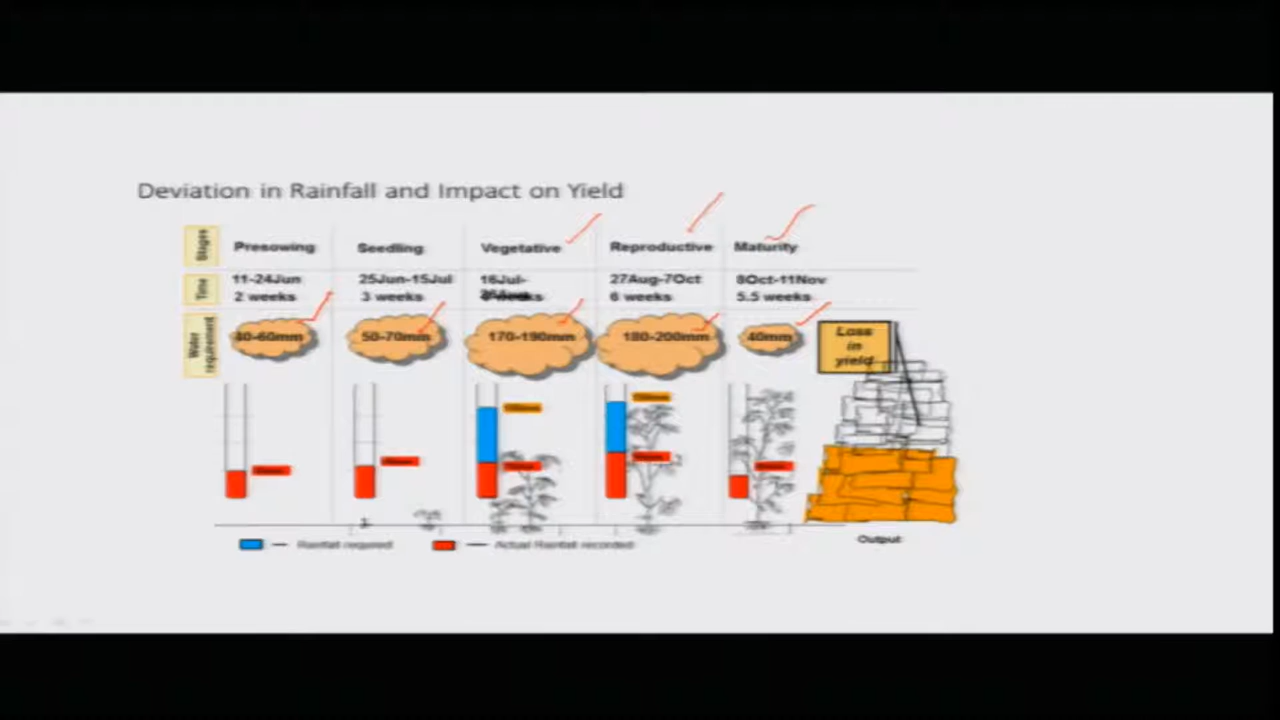 Deviation in Rainfall and Impact on Yield
Stages Presowing Seedling Vegetative Reproductive Maturity
Time 11-24Jun 25Jun-15Jul 16Jul- 27Aug-7Oct 8Oct-11Nov
2 weeks 3 weeks weeks 6 weeks 5.5 weeks
Water requirement 40-60mm 50-70mm 170-190mm 180-200mm 40mm
Loss
in
yield
Output
Rainfall required Actual Rainfall recorded